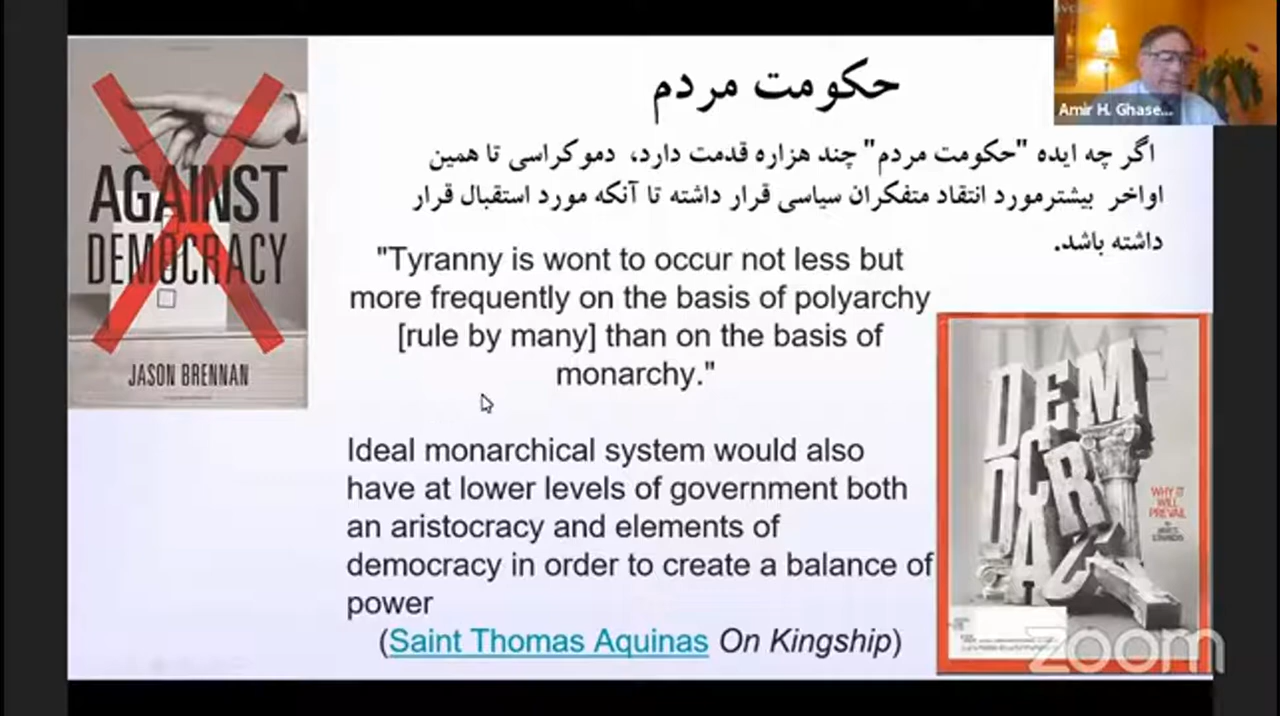 AGAINST
DEMOCRACY
JASON BRENNAN
حکومت مردم
Amir H. Ghase...
اگر چه ایده "حکومت مردم" چند هزاره قدمت دارد، دموکراسی تا همین
اواخر بیشترمورد انتقاد متفکران سیاسی قرار داشته تا آنکه مورد استقبال قرار
داشته باشد.
"Tyranny is wont to occur not less but
more frequently on the basis of polyarchy
[rule by many] than on the basis of
monarchy."
Ideal monarchical system would also
have at lower levels of government both
an aristocracy and elements of
democracy in order to create a balance of
power
(Saint Thomas Aquinas On Kingship)
TIME
DEM
OCR
ACY
WHY IT
WILL
PREVAIL
zoom